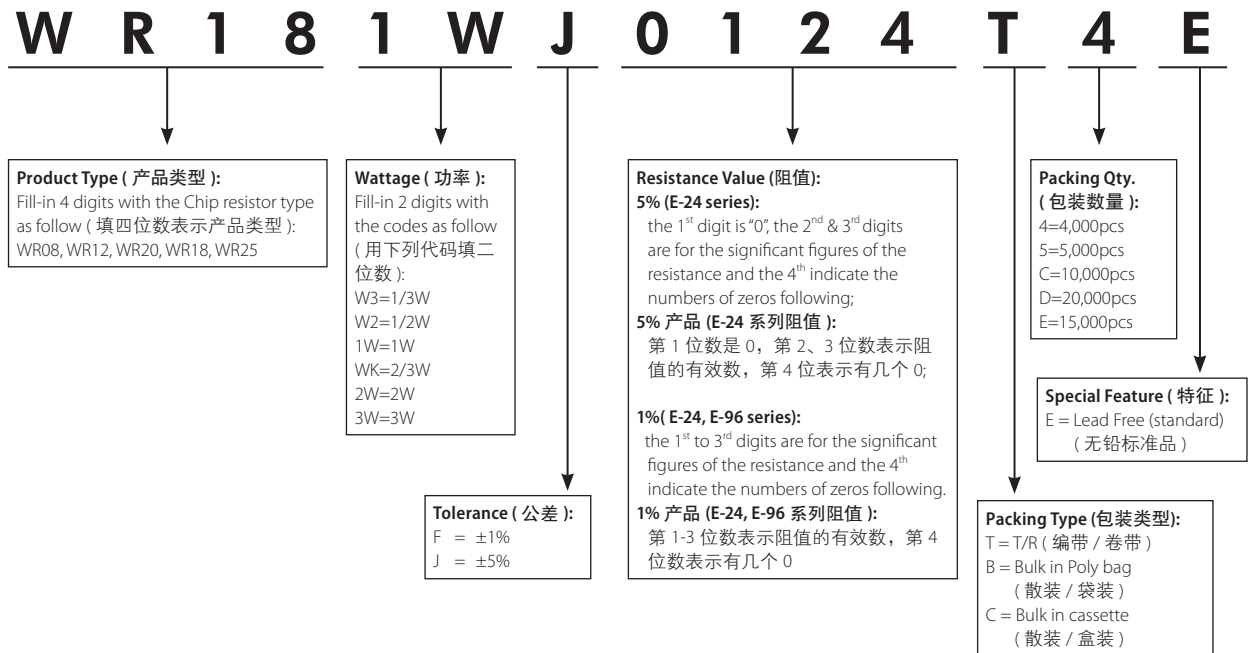 W R 1 8 1 W J 0 1 2 4 T 4 E
Product Type ( 产品类型 ):
Fill-in 4 digits with the Chip resistor type
as follow ( 填四位数表示产品类型 ):
WR08, WR12, WR20, WR18, WR25
Wattage ( 功率 ):
Fill-in 2 digits with
the codes as follow
( 用下列代码填二
位数 ):
W3=1/3W
W2=1/2W
1W=1W
WK=2/3W
2W=2W
3W=3W
Tolerance ( 公差 ):
F = ±1%
J = ±5%
Resistance Value (阻值):
5% (E-24 series):
the 1st digit is "0", the 2nd & 3rd digits
are for the significant figures of the
resistance and the 4th indicate the
numbers of zeros following;
5% 产品 (E-24 系列阻值 ):
第 1 位数是 0，第 2、3 位数表示阻
值的有效数，第 4 位表示有几个 0;
1%( E-24, E-96 series):
the 1st to 3rd digits are for the significant
figures of the resistance and the 4th
indicate the numbers of zeros following.
1% 产品 (E-24, E-96 系列阻值 ):
第 1-3 位数表示阻值的有效数，第 4
位数表示有几个 0
Packing Qty.
( 包装数量 ):
4=4,000pcs
5=5,000pcs
C=10,000pcs
D=20,000pcs
E=15,000pcs
Special Feature ( 特征 ):
E = Lead Free (standard)
( 无铅标准品 )
Packing Type (包装类型):
T = T/R ( 编带 / 卷带 )
B = Bulk in Poly bag
( 散装 / 袋装 )
C = Bulk in cassette
( 散装 / 盒装 )